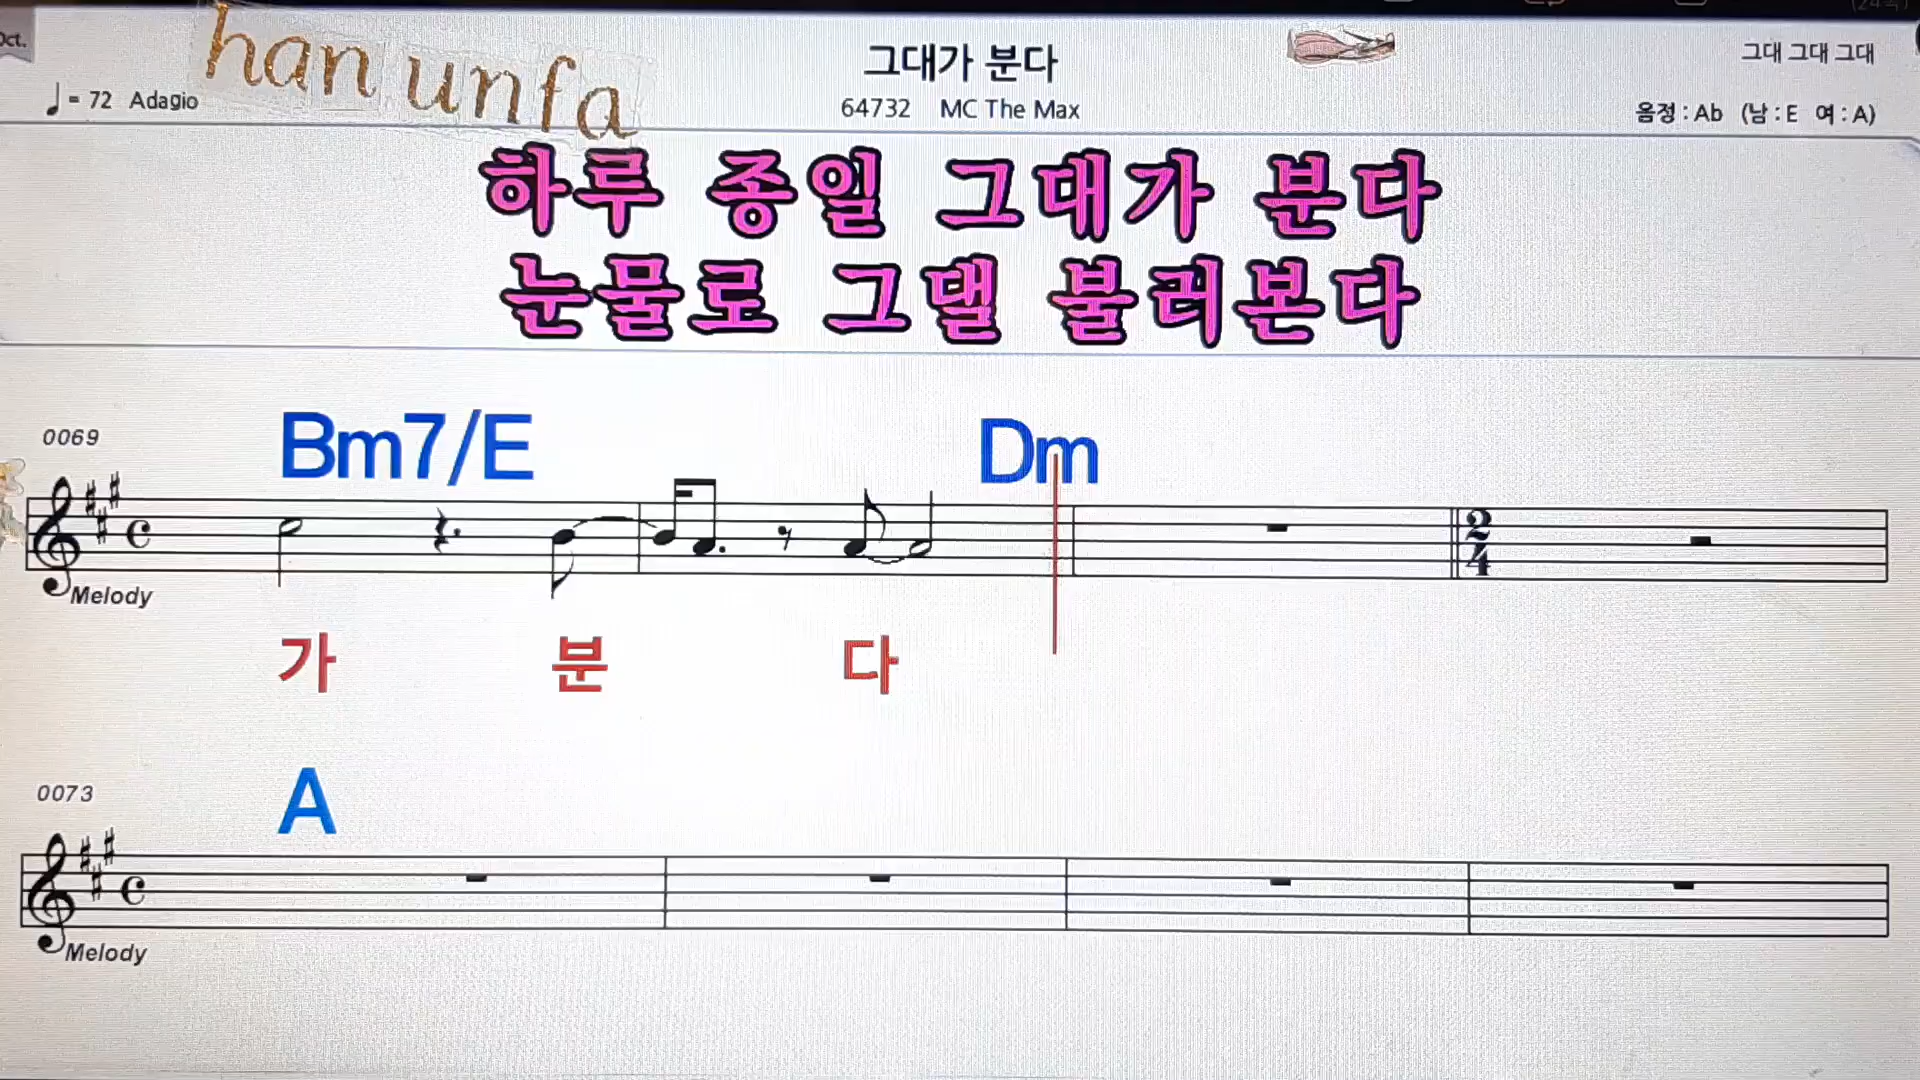 Oct.
han unfa
그대가 분다
그대 그대 그대
♩= 72 Adagio
64732 MC The Max
음정 : Ab (남 : E 여 : A)
하루 종일 그대가 분다
눈물로 그댈 불러본다
0069
Bm7/E Dm
2
4
Melody
가 분 다
0073
A
Melody